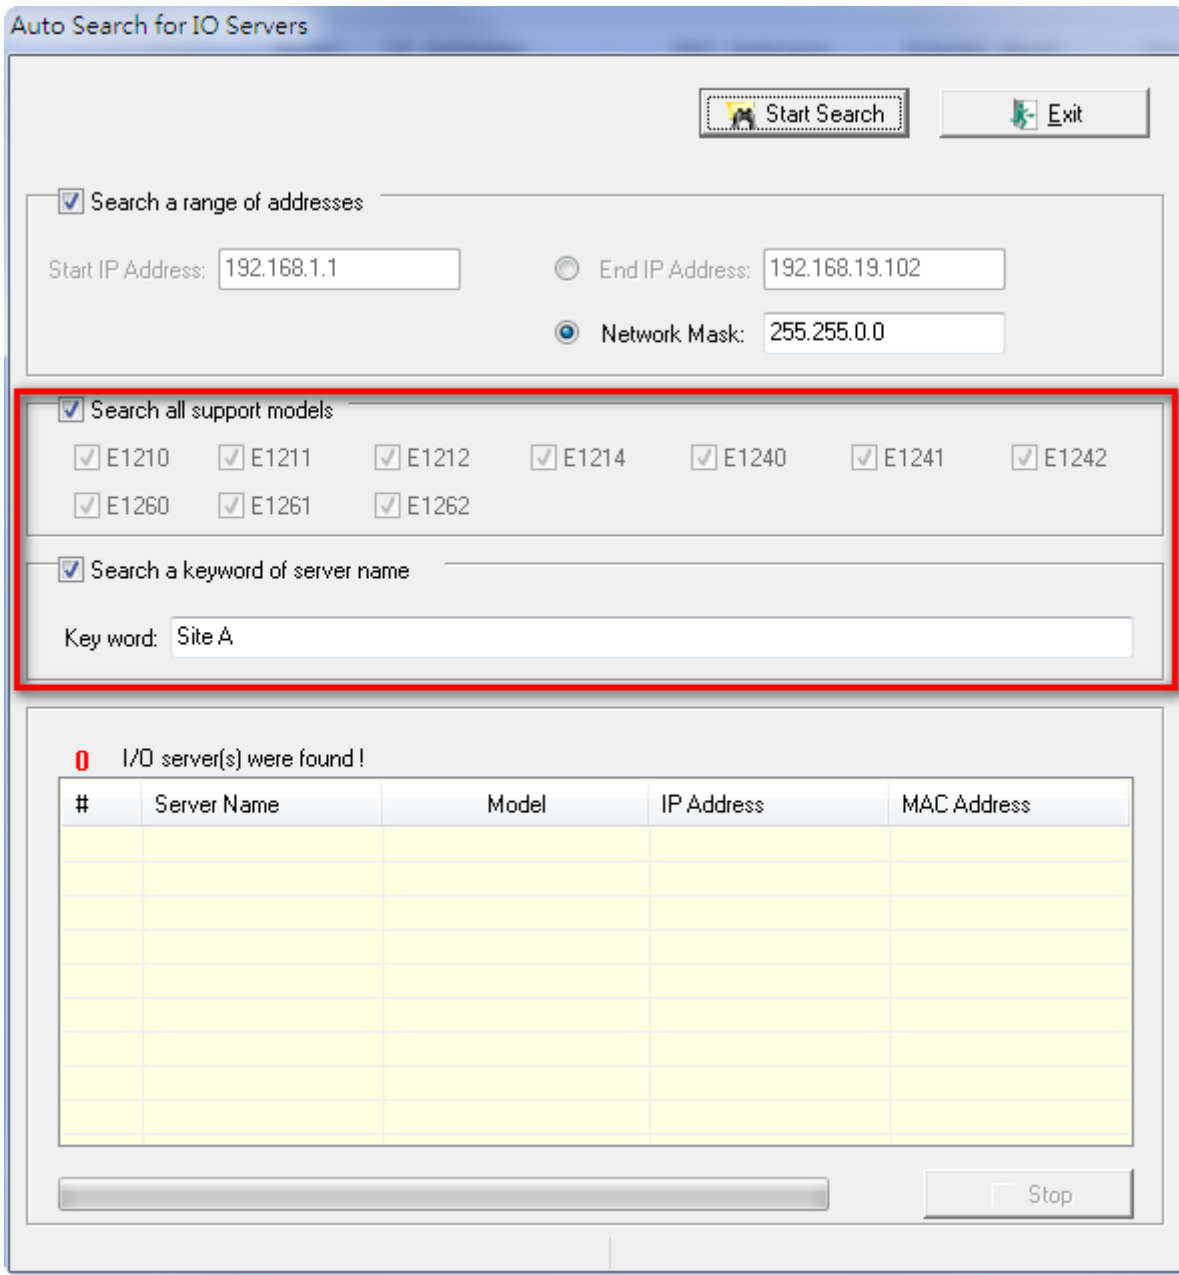 Auto Search for IO Servers
Start Search Exit
Search a range of addresses
Start IP Address: 192.168.1.1 End IP Address: 192.168.19.102
Network Mask: 255.255.0.0
Search all support models
E1210 E1211 E1212 E1214 E1240 E1241 E1242
E1260 E1261 E1262
Search a keyword of server name
Key word: Site A
0 I/O server(s) were found !
# Server Name Model IP Address MAC Address
Stop